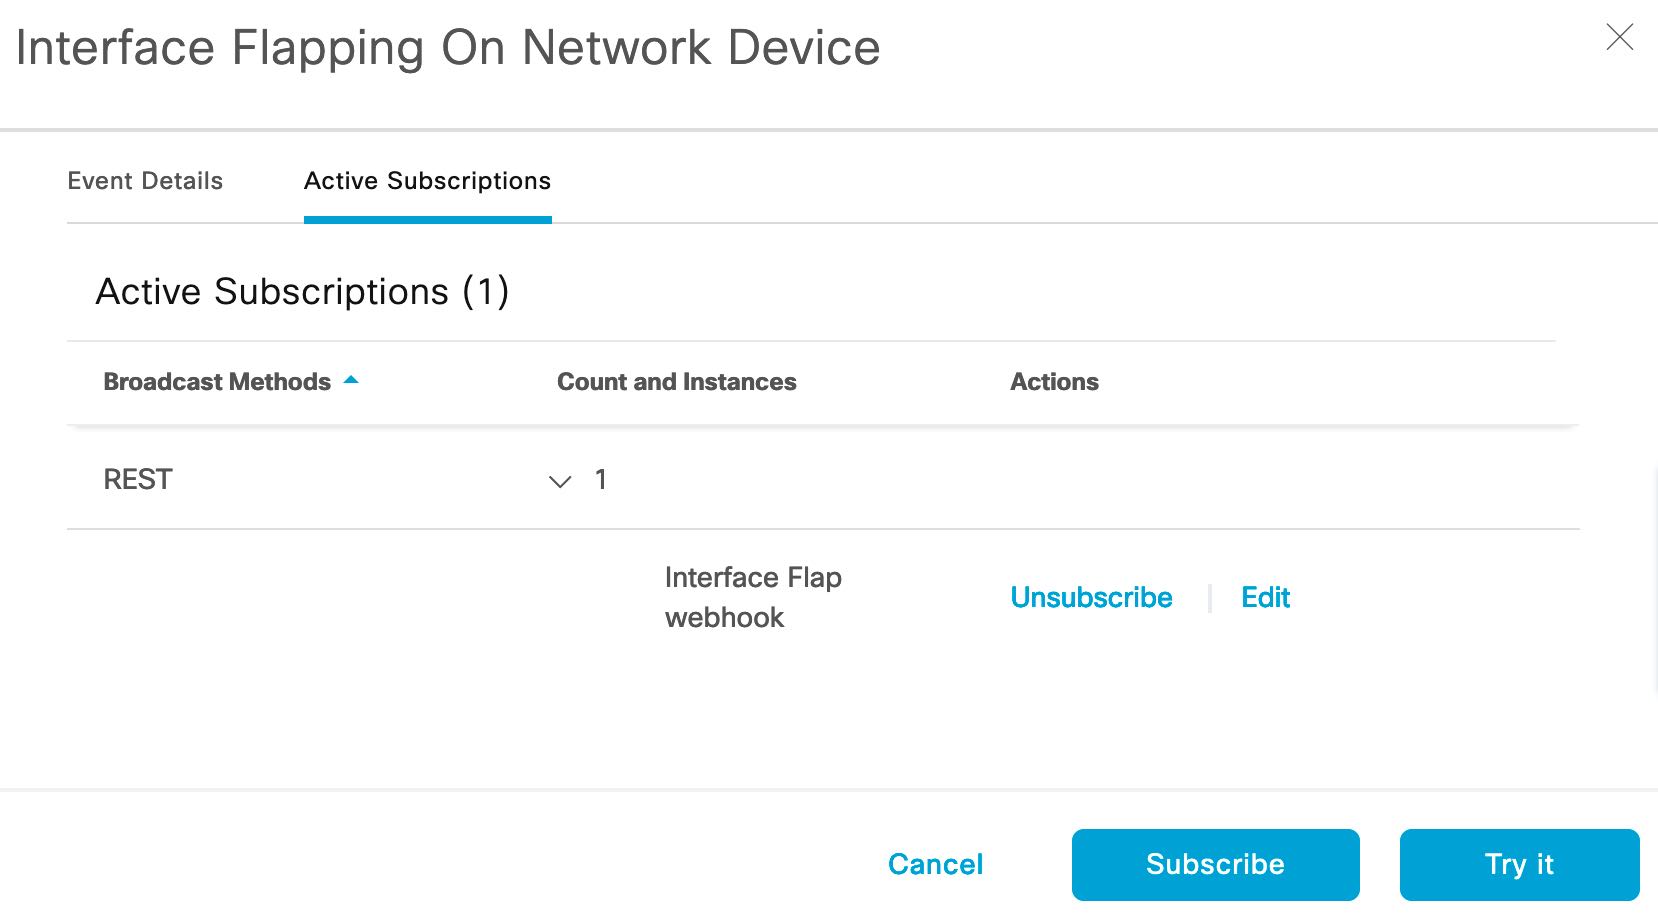 Interface Flapping On Network Device
Event Details Active Subscriptions
Active Subscriptions (1)
Broadcast Methods Count and Instances Actions
REST 1
Interface Flap
webhook
Unsubscribe Edit
Cancel Subscribe Try it